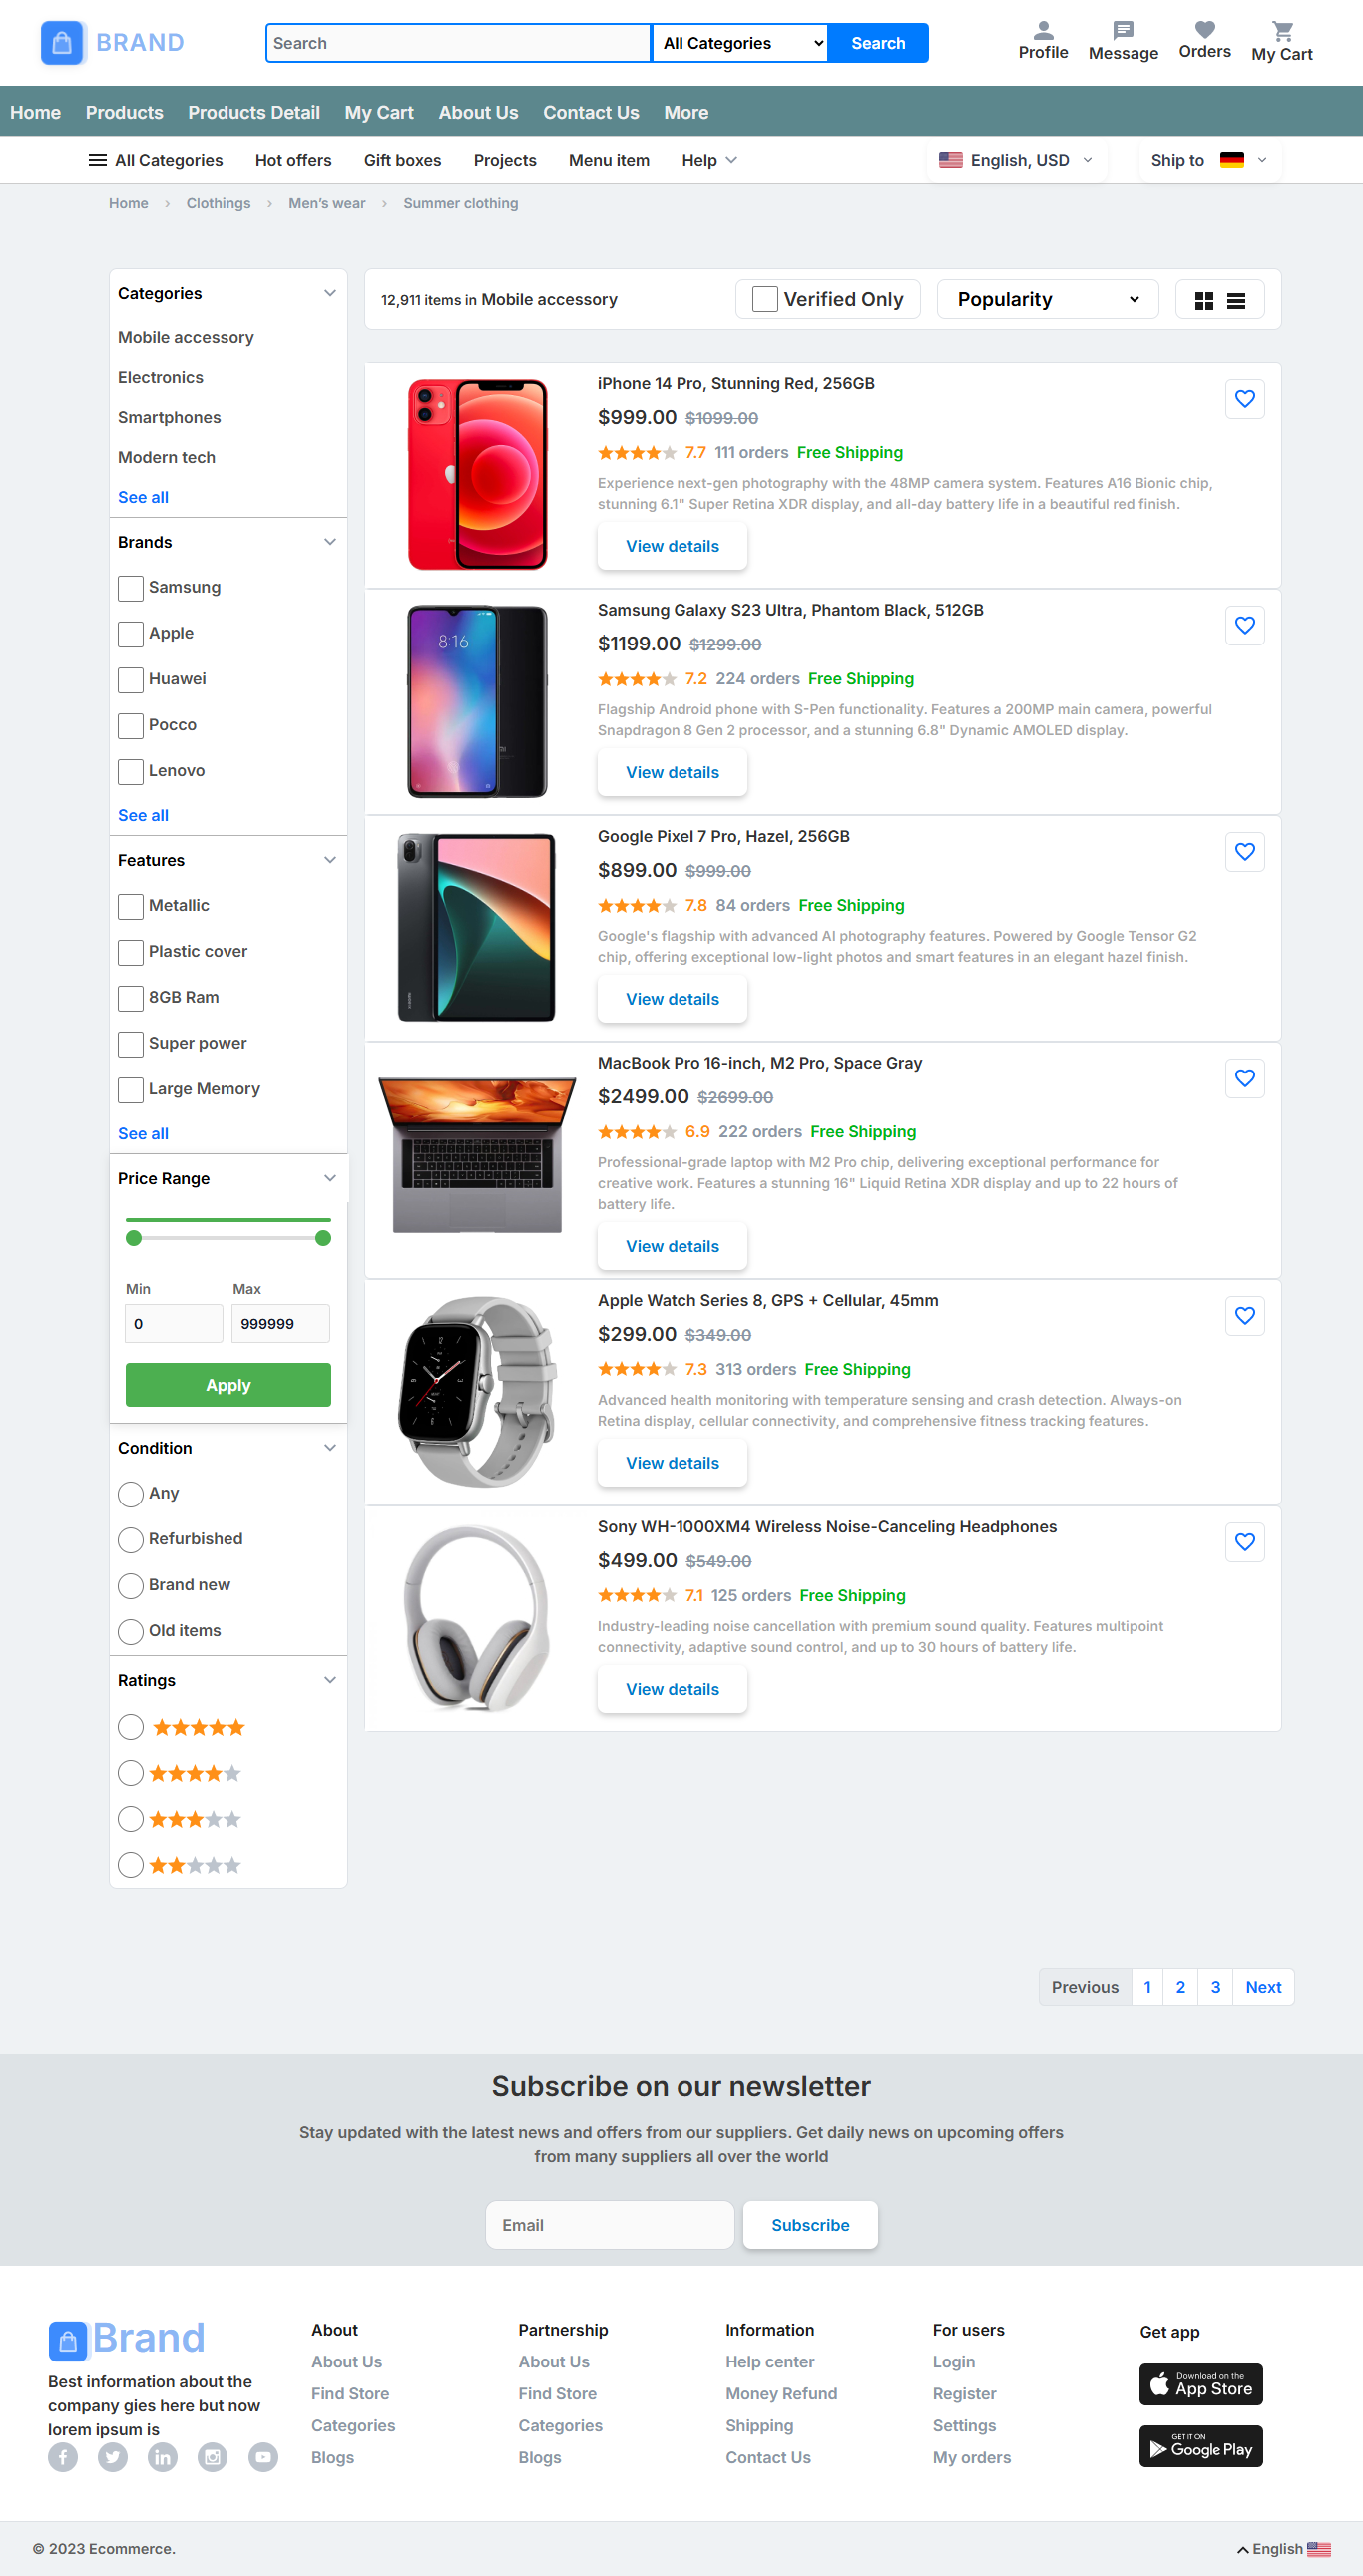 BRAND
Search
All Categories
Search
Profile
Message
Orders
My Cart
Home Products Products Detail My Cart About Us Contact Us More
All Categories Hot offers Gift boxes Projects Menu item Help
English, USD
Ship to
Home › Clothings › Men's wear › Summer clothing
Categories
Mobile accessory
Electronics
Smartphones
Modern tech
See all
Brands
Samsung
Apple
Huawei
Pocco
Lenovo
See all
Features
Metallic
Plastic cover
8GB Ram
Super power
Large Memory
See all
Price Range
Min Max
0 999999
Apply
Condition
Any
Refurbished
Brand new
Old items
Ratings
12,911 items in Mobile accessory
Verified Only
Popularity
iPhone 14 Pro, Stunning Red, 256GB
$999.00 $1099.00
7.7 111 orders Free Shipping
Experience next-gen photography with the 48MP camera system. Features A16 Bionic chip,
stunning 6.1" Super Retina XDR display, and all-day battery life in a beautiful red finish.
View details
8:16
Samsung Galaxy S23 Ultra, Phantom Black, 512GB
$1199.00 $1299.00
7.2 224 orders Free Shipping
Flagship Android phone with S-Pen functionality. Features a 200MP main camera, powerful
Snapdragon 8 Gen 2 processor, and a stunning 6.8" Dynamic AMOLED display.
View details
Google Pixel 7 Pro, Hazel, 256GB
$899.00 $999.00
7.8 84 orders Free Shipping
Google's flagship with advanced AI photography features. Powered by Google Tensor G2
chip, offering exceptional low-light photos and smart features in an elegant hazel finish.
View details
MacBook Pro 16-inch, M2 Pro, Space Gray
$2499.00 $2699.00
6.9 222 orders Free Shipping
Professional-grade laptop with M2 Pro chip, delivering exceptional performance for
creative work. Features a stunning 16" Liquid Retina XDR display and up to 22 hours of
battery life.
View details
Apple Watch Series 8, GPS + Cellular, 45mm
$299.00 $349.00
7.3 313 orders Free Shipping
Advanced health monitoring with temperature sensing and crash detection. Always-on
Retina display, cellular connectivity, and comprehensive fitness tracking features.
View details
Sony WH-1000XM4 Wireless Noise-Canceling Headphones
$499.00 $549.00
7.1 125 orders Free Shipping
Industry-leading noise cancellation with premium sound quality. Features multipoint
connectivity, adaptive sound control, and up to 30 hours of battery life.
View details
Previous 1 2 3 Next
Subscribe on our newsletter
Stay updated with the latest news and offers from our suppliers. Get daily news on upcoming offers
from many suppliers all over the world
Email
Subscribe
Brand
Best information about the
company gies here but now
lorem ipsum is
About
About Us
Find Store
Categories
Blogs
Partnership
About Us
Find Store
Categories
Blogs
Information
Help center
Money Refund
Shipping
Contact Us
For users
Login
Register
Settings
My orders
Get app
Download on the
App Store
GET IT ON
Google Play
© 2023 Ecommerce.
English